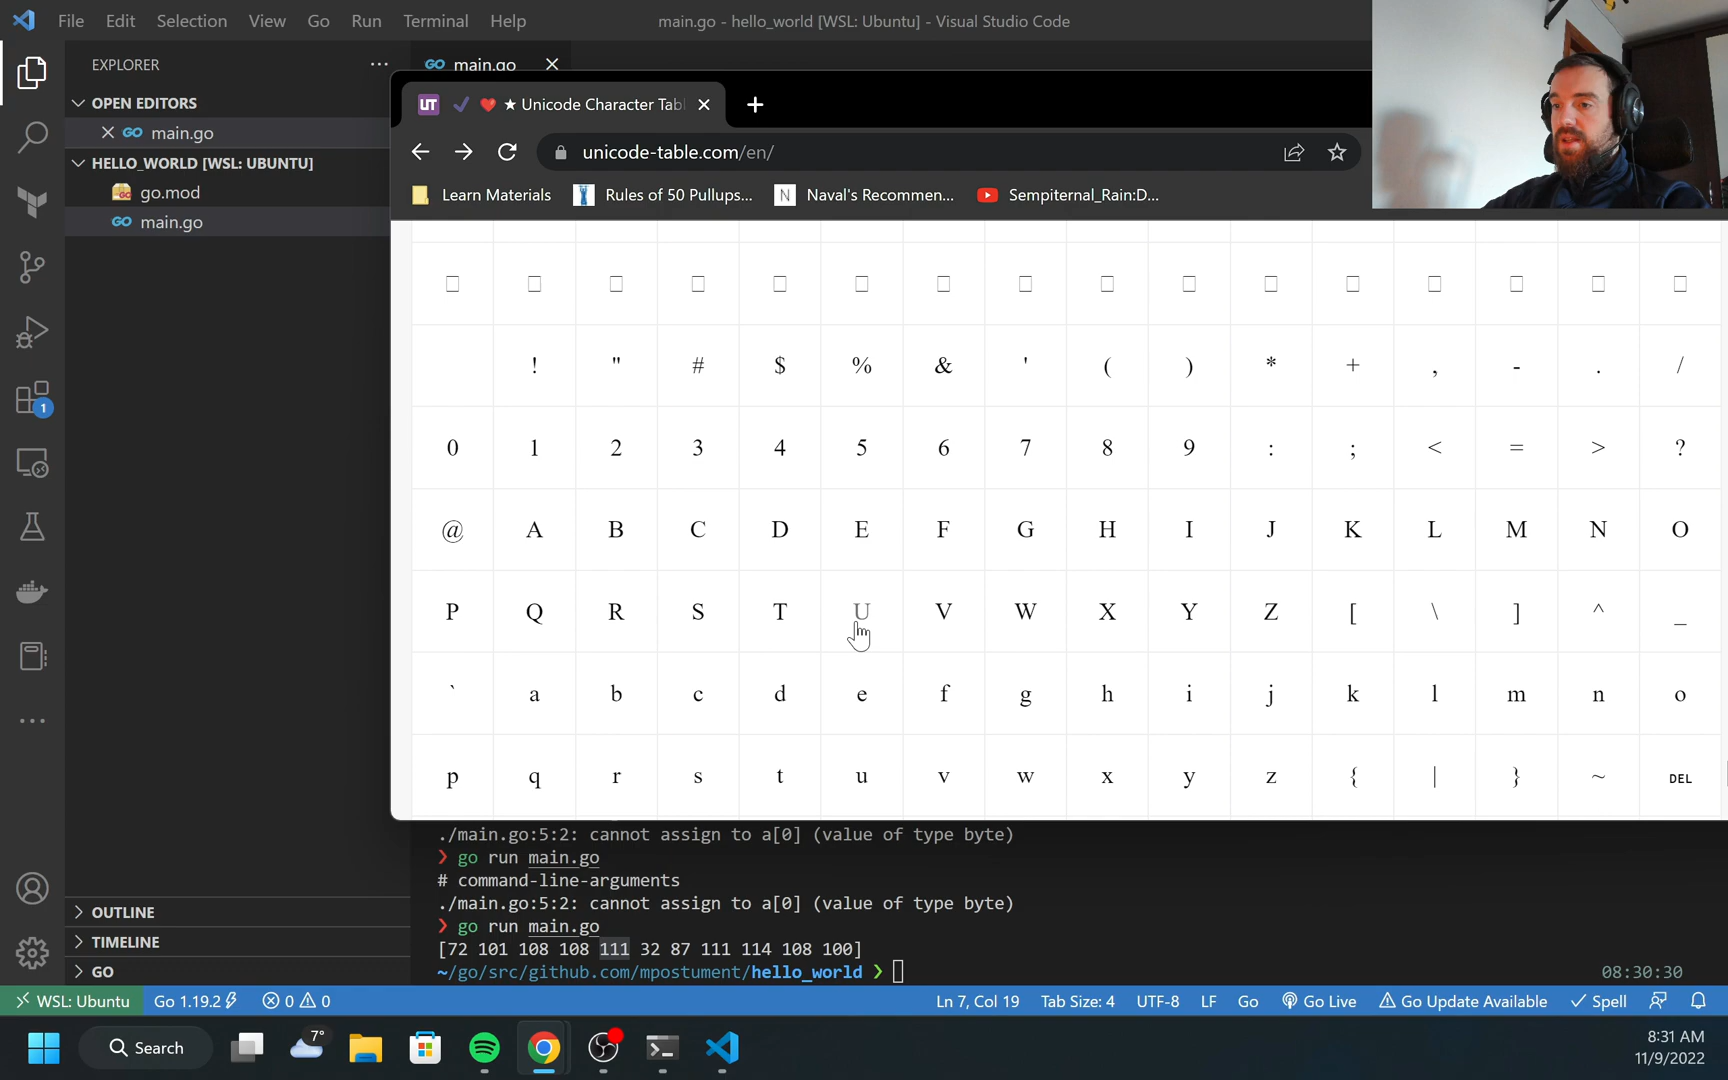 File Edit Selection View Go Run Terminal Help
main.go - hello_world [WSL: Ubuntu] - Visual Studio Code
EXPLORER
main.go
OPEN EDITORS
main.go
HELLO_WORLD [WSL: UBUNTU]
go.mod
main.go
UT ✓ ❤ ★ Unicode Character Tabl
unicode-table.com/en/
Learn Materials Rules of 50 Pullups... N Naval's Recommen... Sempiternal_Rain:D...
! " # $ % & ' ( ) * + , - . /
0 1 2 3 4 5 6 7 8 9 : ; < = > ?
@ A B C D E F G H I J K L M N O
P Q R S T U V W X Y Z [ \ ] ^ _
` a b c d e f g h i j k l m n o
p q r s t u v w x y z { | } ~ DEL
1
./main.go:5:2: cannot assign to a[0] (value of type byte)
❯ go run main.go
# command-line-arguments
./main.go:5:2: cannot assign to a[0] (value of type byte)
❯ go run main.go
[72 101 108 108 111 32 87 111 114 108 100]
~/go/src/github.com/mpostument/hello_world ❯
08:30:30
OUTLINE
TIMELINE
GO
WSL: Ubuntu Go 1.19.2 0 0
Ln 7, Col 19 Tab Size: 4 UTF-8 LF Go Go Live Go Update Available Spell
Search
7°
8:31 AM
11/9/2022